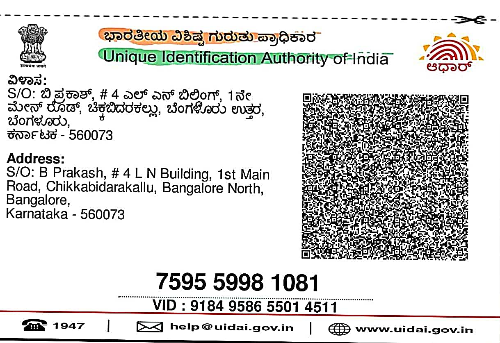 ಭಾರತೀಯ ವಿಶಿಷ್ಟ ಗುರುತು ಪ್ರಾಧಿಕಾರ
Unique Identification Authority of India
ಆಧಾರ್
ವಿಳಾಸ:
S/O: ಬಿ ಪ್ರಕಾಶ್, # 4 ಎಲ್ ಎನ್ ಬಿಲ್ಡಿಂಗ್, 1ನೇ
ಮೇನ್ ರೋಡ್, ಚಿಕ್ಕಬಿದರಕಲ್ಲು, ಬೆಂಗಳೂರು ಉತ್ತರ,
ಬೆಂಗಳೂರು,
ಕರ್ನಾಟಕ - 560073
Address:
S/O: B Prakash, # 4 L N Building, 1st Main
Road, Chikkabidarakallu, Bangalore North,
Bangalore,
Karnataka - 560073
7595 5998 1081
VID : 9184 9586 5501 4511
1947 | help@uidai.gov.in | www.uidai.gov.in